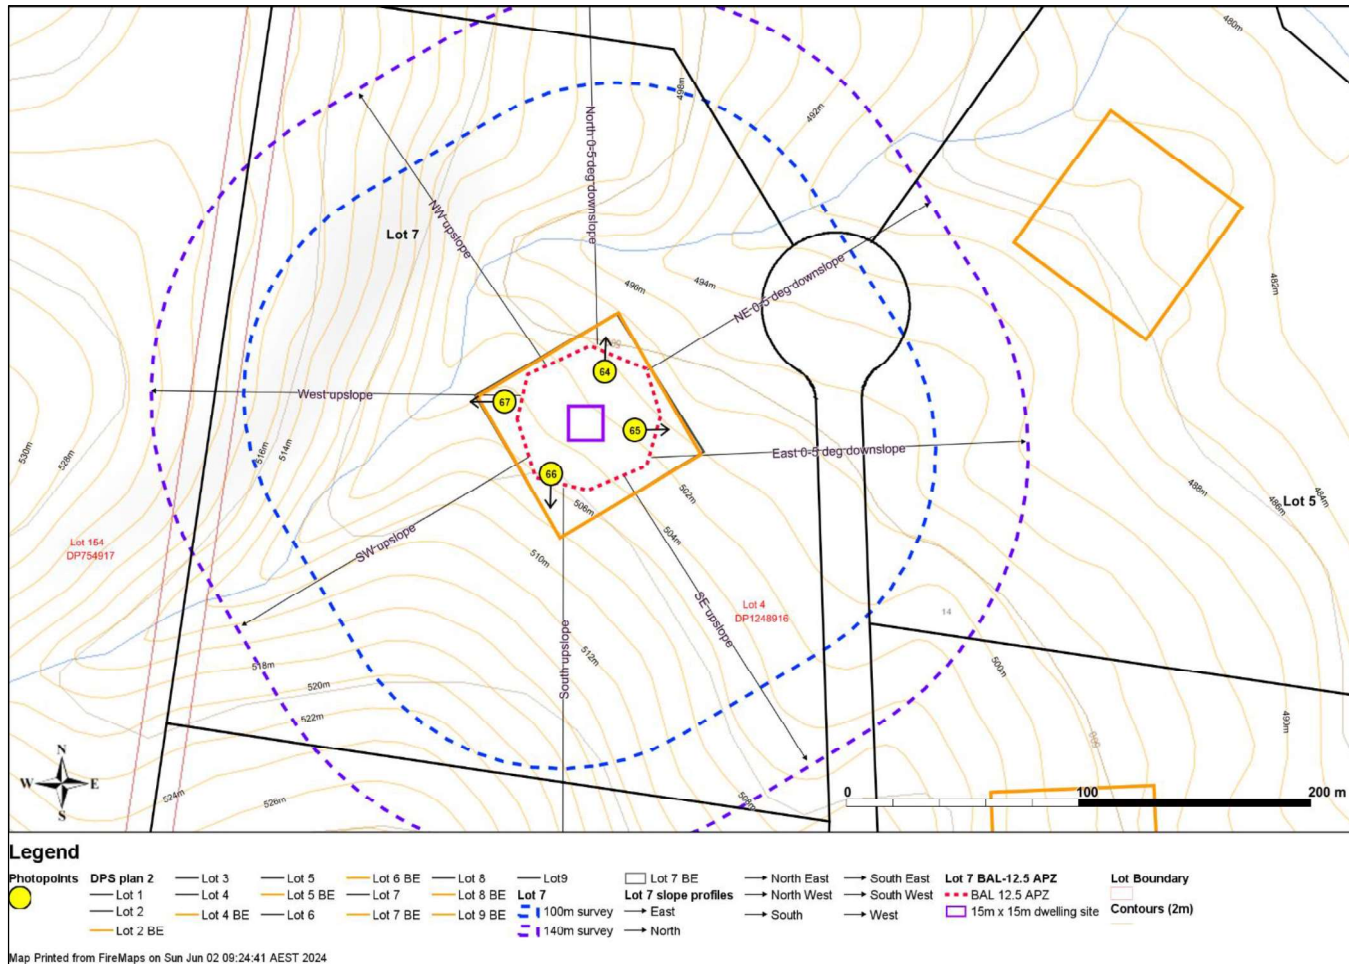 480m
498m
492m
North 0-5 deg downslope
Lot 7
NW upslope
482m
494m
496m
NE 0-5 deg downslope
64
West upslope
67
65
East 0-5 deg downslope
530m
528m
516m
514m
66
502m
506m
504m
488m
486m
484m
Lot 5
Lot 164
DP754917
SW upslope
510m
SE upslope
Lot 4
DP1248916
14
South upslope
512m
500m
518m
520m
522m
490m
N
W
E
S
524m
526m
508m
0
100
200 m
Legend
Photopoints
DPS plan 2
Lot 1
Lot 2
Lot 2 BE
Lot 3
Lot 4
Lot 4 BE
Lot 5
Lot 5 BE
Lot 6
Lot 6 BE
Lot 7
Lot 7 BE
Lot 8
Lot 8 BE
Lot 9 BE
Lot9
Lot 7
100m survey
140m survey
Lot 7 BE
Lot 7 slope profiles
East
North
North East
North West
South
South East
South West
West
Lot 7 BAL-12.5 APZ
BAL 12.5 APZ
15m x 15m dwelling site
Lot Boundary
Contours (2m)
Map Printed from FireMaps on Sun Jun 02 09:24:41 AEST 2024